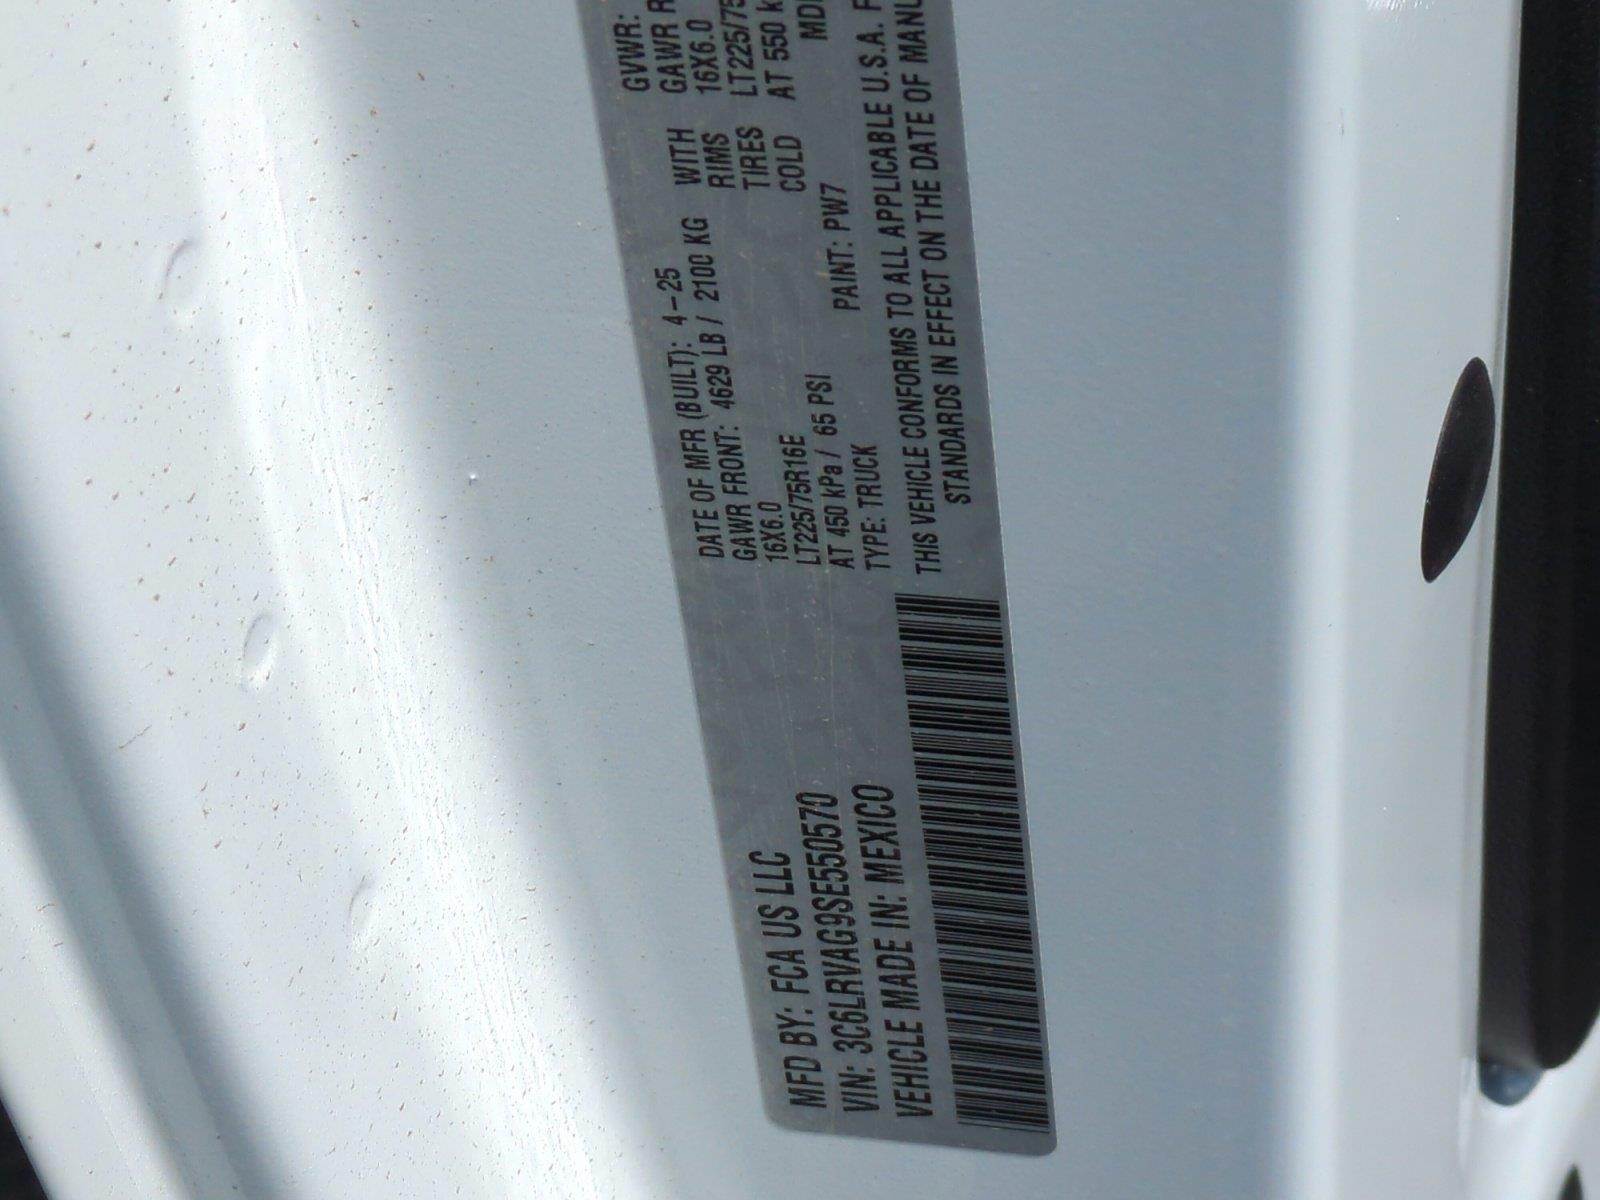 MFD BY: FCA US LLC
VIN: 3C6LRVAG9SE550570
VEHICLE MADE IN: MEXICO
DATE OF MFR (BUILT): 4-25
GVWR:
GAWR FRONT: 4629 LB / 2100 KG WITH
GAWR R
16X6.0 RIMS 16X6.0
LT225/75R16E TIRES LT225/75
AT 450 kPa / 65 PSI COLD AT 550 k
TYPE: TRUCK PAINT: PW7
THIS VEHICLE CONFORMS TO ALL APPLICABLE U.S.A. F
STANDARDS IN EFFECT ON THE DATE OF MANU